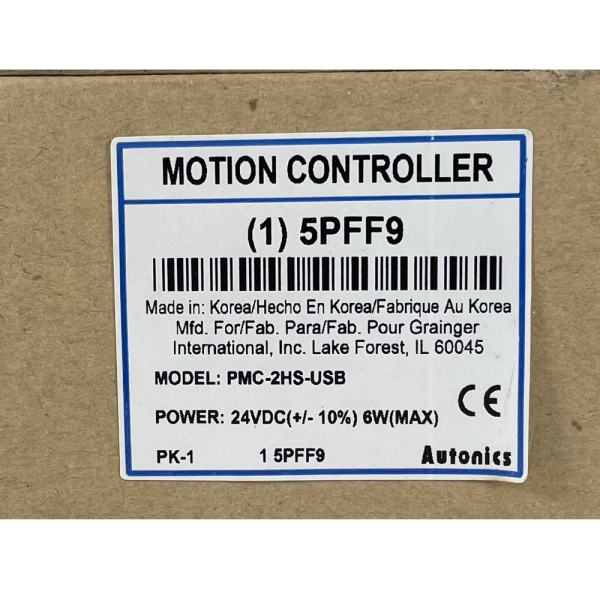 MOTION CONTROLLER
(1) 5PFF9
Made in: Korea/Hecho En Korea/Fabrique Au Korea
Mfd. For/Fab. Para/Fab. Pour Grainger
International, Inc. Lake Forest, IL 60045
MODEL: PMC-2HS-USB
POWER: 24VDC(+/- 10%) 6W(MAX)
CE
PK-1 1 5PFF9 Autonics